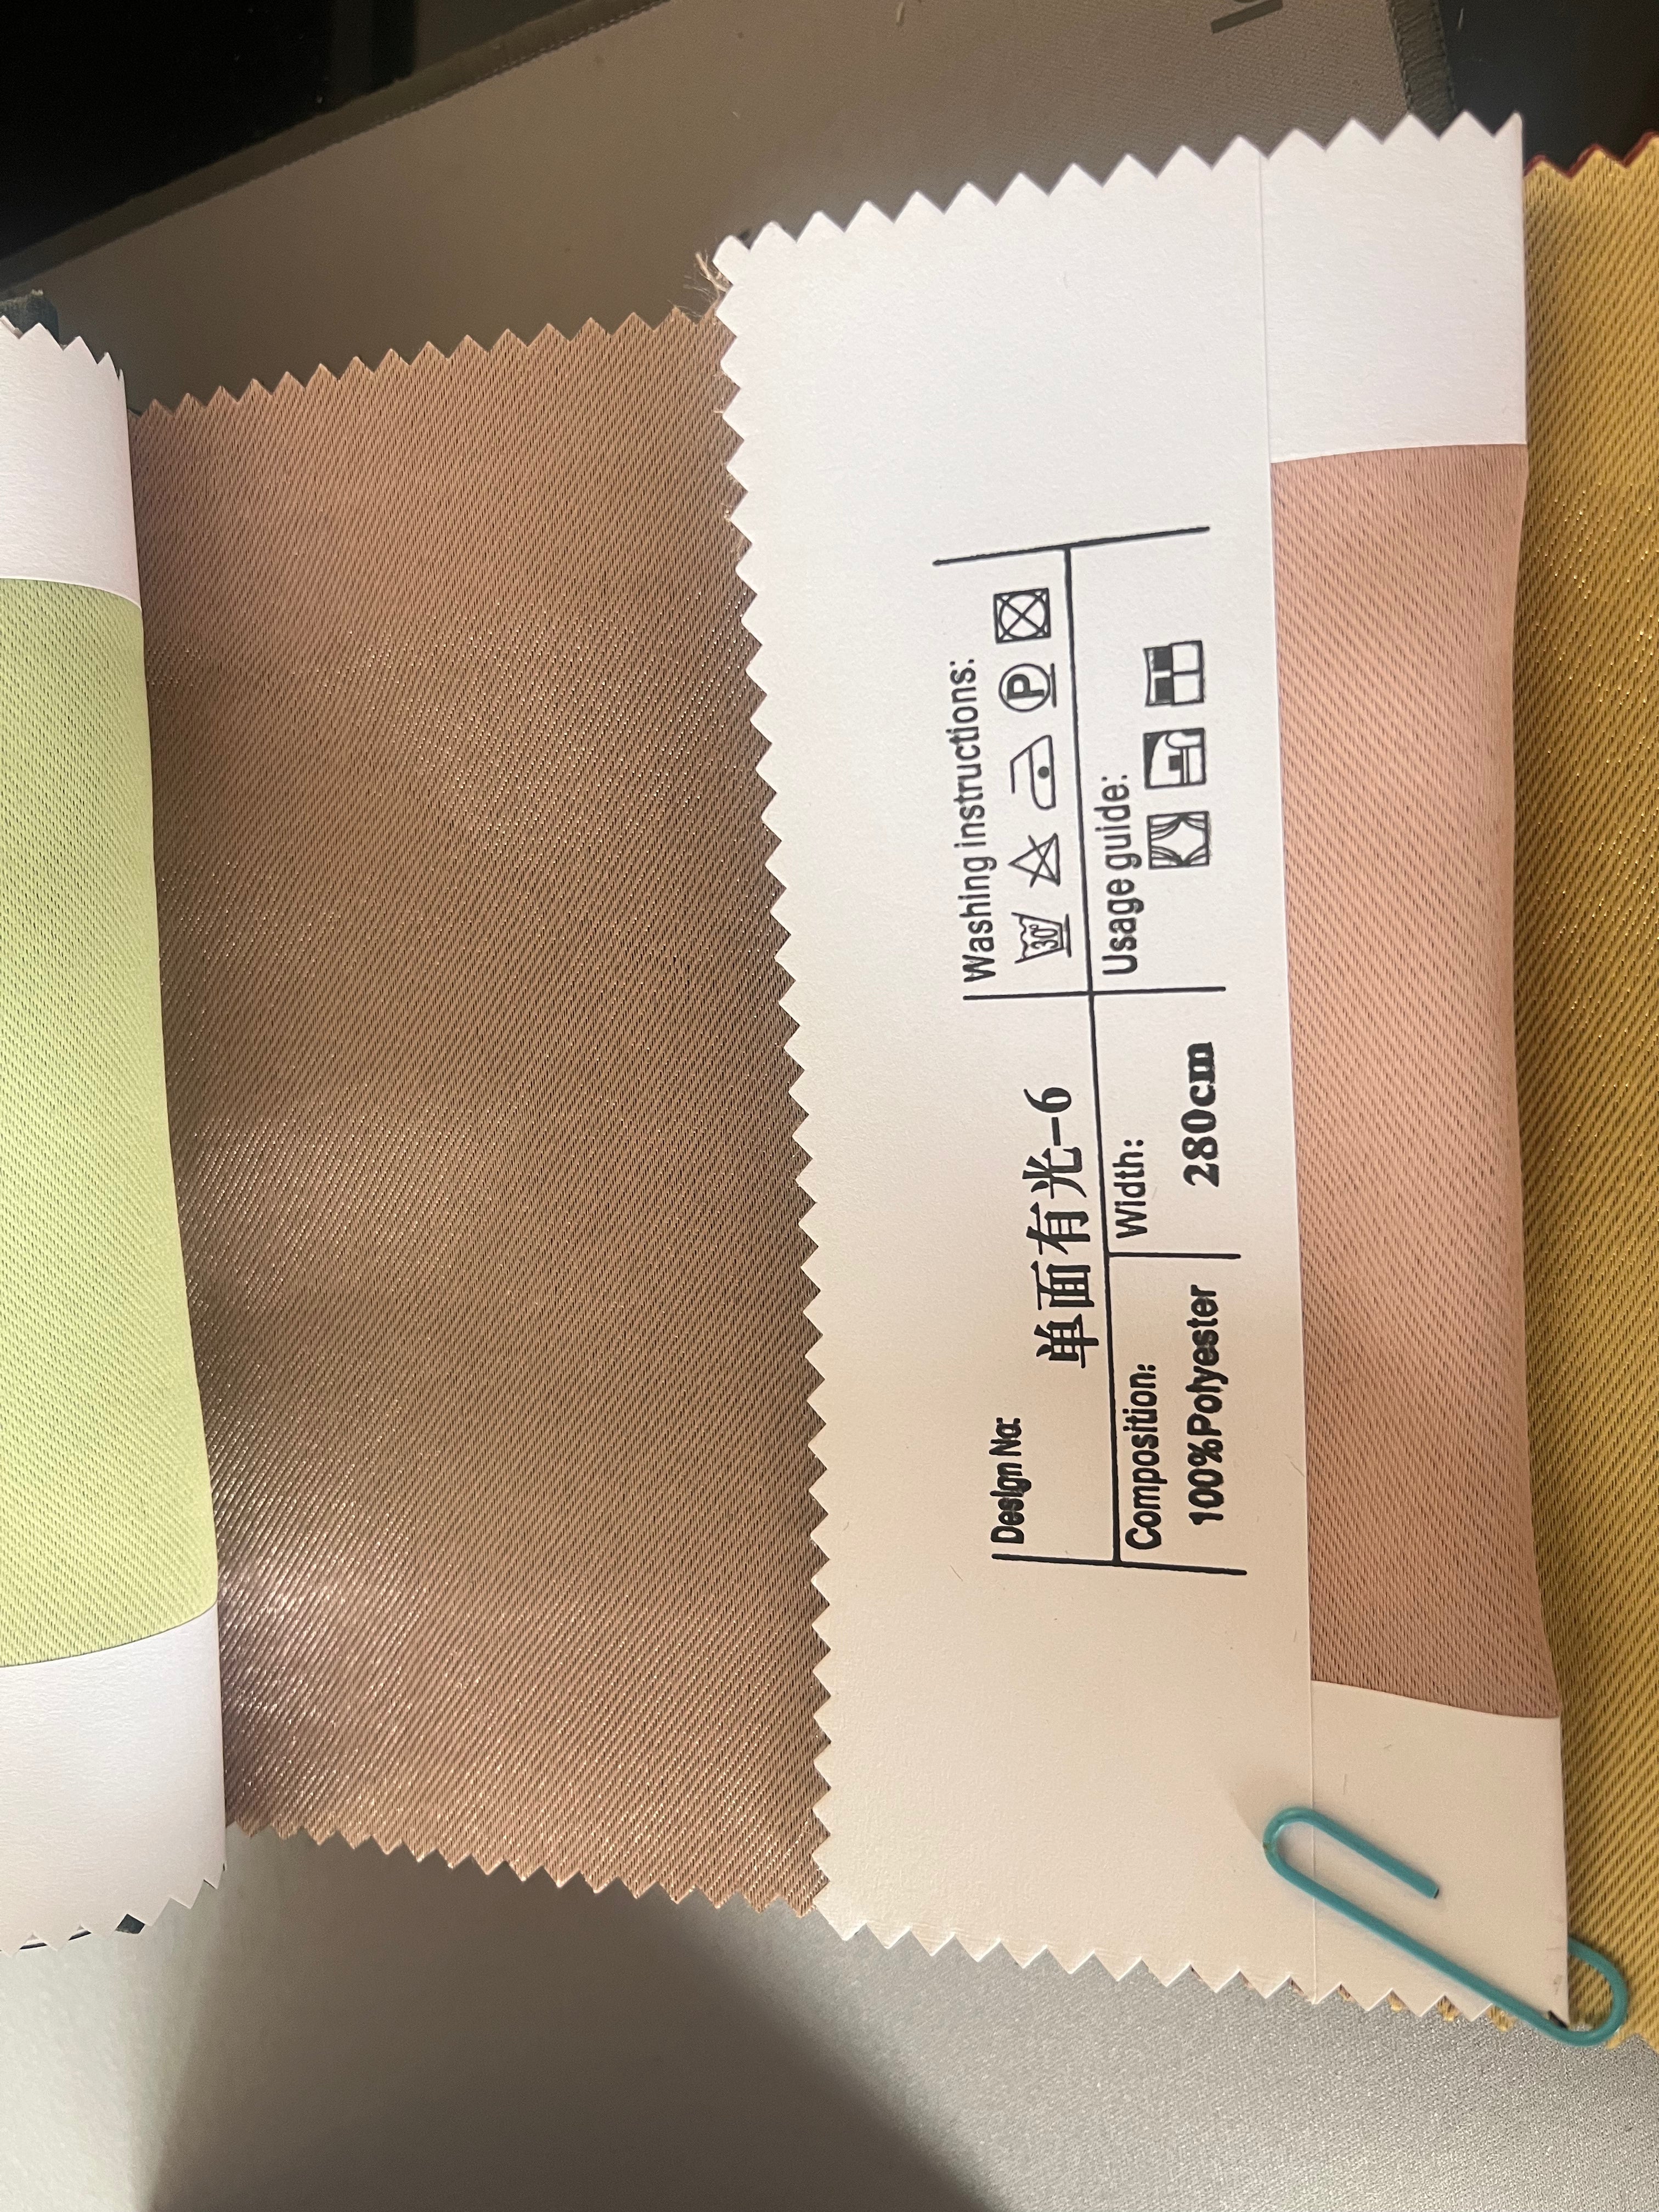 Design No:
单面有光-6
Washing instructions:
30°
P
Composition:
100%Polyester
Width:
280cm
Usage guide: